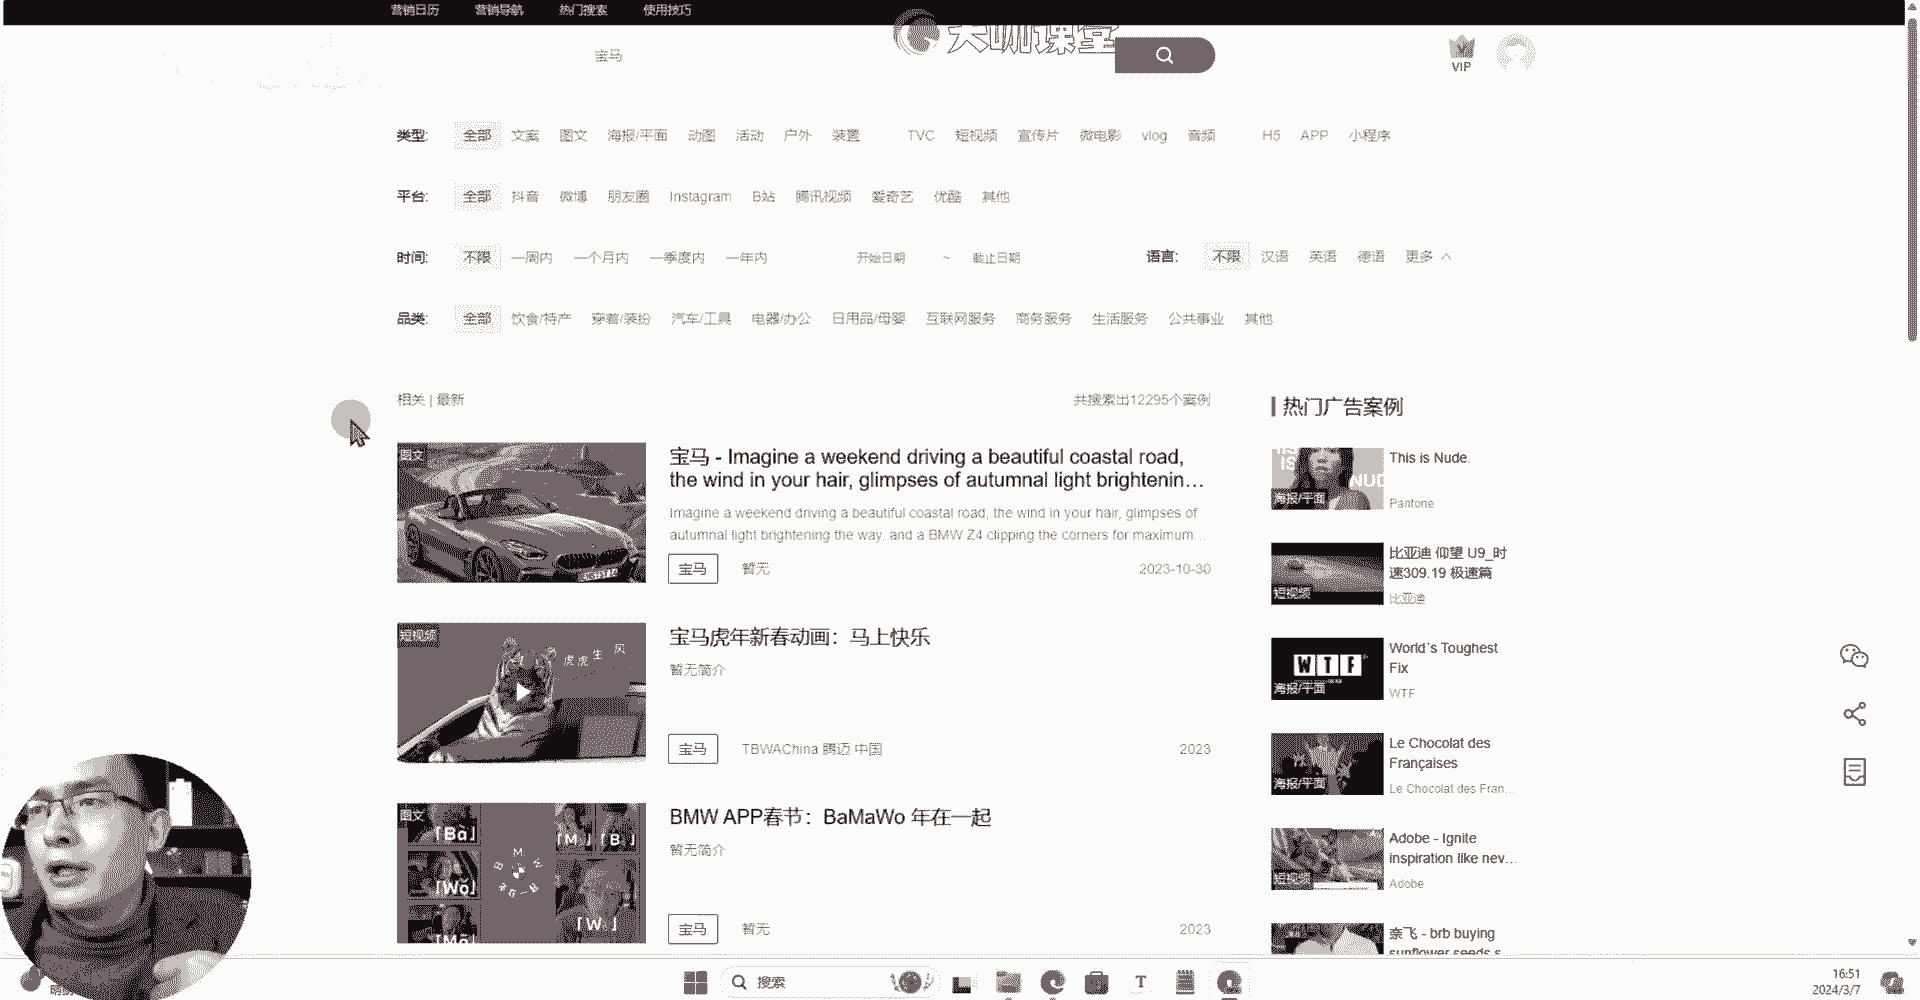 营销日历 营销导航 热门搜索 使用技巧
天咖课堂
宝马
VIP
类型: 全部 文案 图文 海报/平面 动图 活动 户外 装置 TVC 短视频 宣传片 微电影 vlog 音频 H5 APP 小程序
平台: 全部 抖音 微博 朋友圈 Instagram B站 腾讯视频 爱奇艺 优酷 其他
时间: 不限 一周内 一个月内 一季度内 一年内 开始日期 ~ 截止日期 语言: 不限 汉语 英语 德语 更多
品类: 全部 饮食/特产 穿着/装扮 汽车/工具 电器/办公 日用品/母婴 互联网服务 商务服务 生活服务 公共事业 其他
相关 | 最新 共搜索出12295个案例
图文
宝马 - Imagine a weekend driving a beautiful coastal road,
the wind in your hair, glimpses of autumnal light brightenin...
Imagine a weekend driving a beautiful coastal road, the wind in your hair, glimpses of
autumnal light brightening the way, and a BMW Z4 clipping the corners for maximum...
宝马 暂无 2023-10-30
短视频
虎虎生风
宝马虎年新春动画：马上快乐
暂无简介
宝马 TBWAChina 腾迈 中国 2023
图文
「Bà」
「M」「B」
「Wǒ」
「W」
BMW APP春节：BaMaWo 年在一起
暂无简介
宝马 暂无 2023
热门广告案例
海报/平面
This is Nude.
Pantone
短视频
比亚迪 仰望 U9_时
速309.19 极速篇
比亚迪
WTF
海报/平面
World's Toughest
Fix
WTF
海报/平面
Le Chocolat des
Françaises
Le Chocolat des Fran...
短视频
Adobe - Ignite
inspiration like nev...
Adobe
奈飞 - brb buying
sunflower seeds s
搜索
16:51
2024/3/7